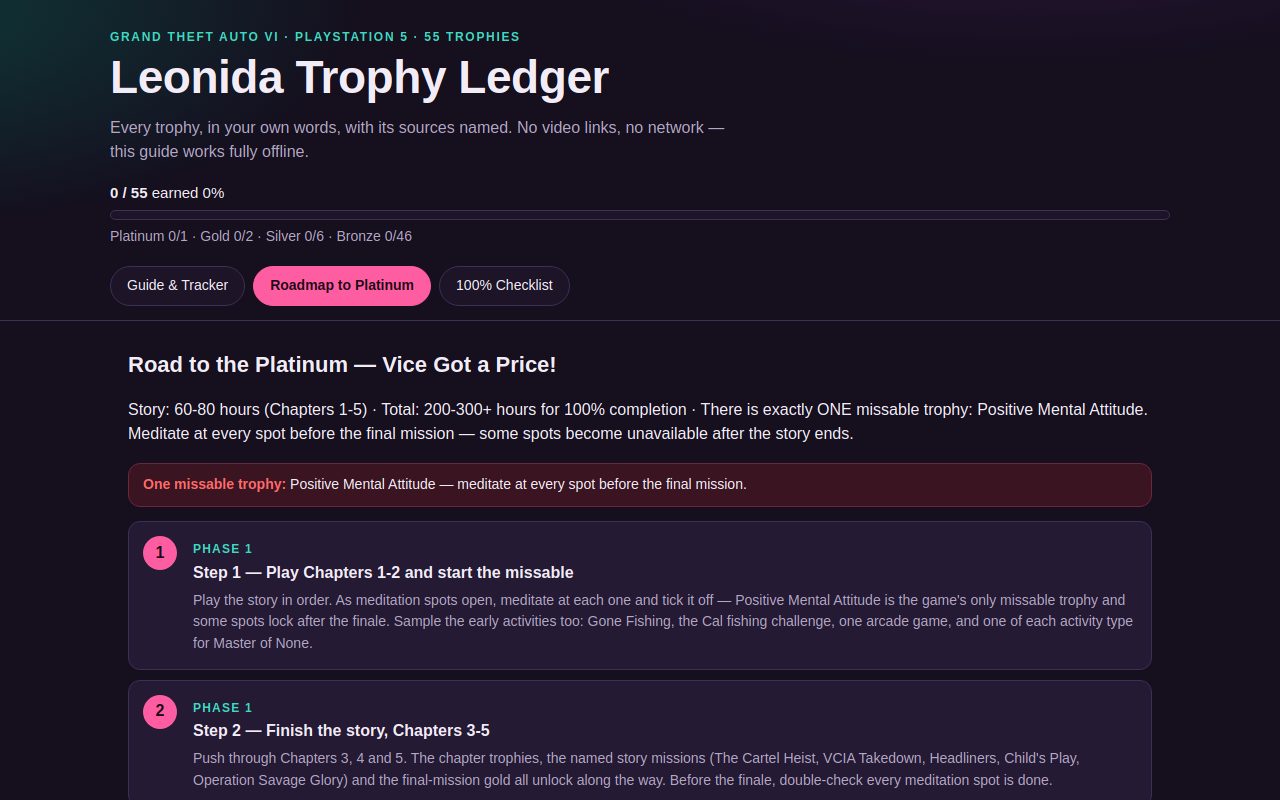 GRAND THEFT AUTO VI · PLAYSTATION 5 · 55 TROPHIES
Leonida Trophy Ledger
Every trophy, in your own words, with its sources named. No video links, no network —
this guide works fully offline.
0 / 55 earned 0%
Platinum 0/1 · Gold 0/2 · Silver 0/6 · Bronze 0/46
Guide & Tracker
Roadmap to Platinum
100% Checklist
Road to the Platinum — Vice Got a Price!
Story: 60-80 hours (Chapters 1-5) · Total: 200-300+ hours for 100% completion · There is exactly ONE missable trophy: Positive Mental Attitude.
Meditate at every spot before the final mission — some spots become unavailable after the story ends.
One missable trophy: Positive Mental Attitude — meditate at every spot before the final mission.
1
PHASE 1
Step 1 — Play Chapters 1-2 and start the missable
Play the story in order. As meditation spots open, meditate at each one and tick it off — Positive Mental Attitude is the game's only missable trophy and
some spots lock after the finale. Sample the early activities too: Gone Fishing, the Cal fishing challenge, one arcade game, and one of each activity type
for Master of None.
2
PHASE 1
Step 2 — Finish the story, Chapters 3-5
Push through Chapters 3, 4 and 5. The chapter trophies, the named story missions (The Cartel Heist, VCIA Takedown, Headliners, Child's Play,
Operation Savage Glory) and the final-mission gold all unlock along the way. Before the finale, double-check every meditation spot is done.